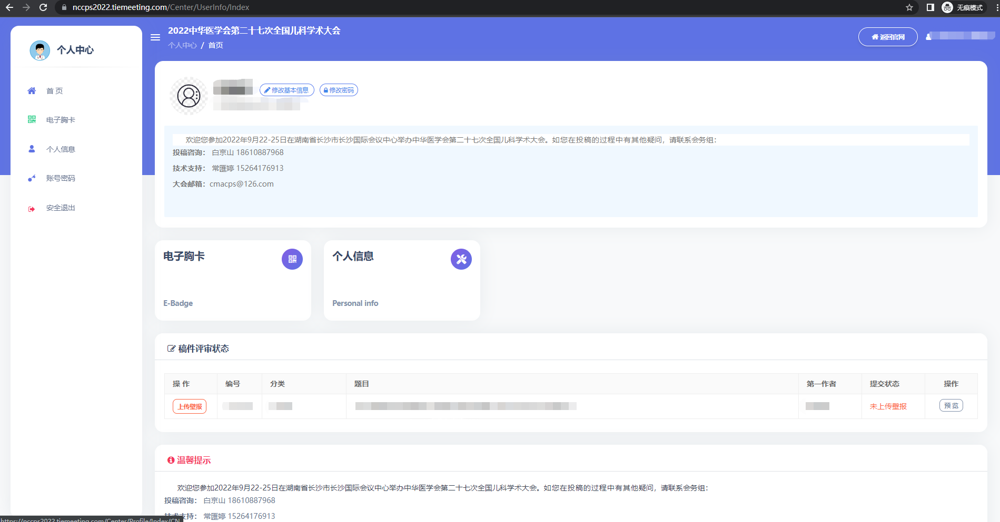 nccps2022.tiemeeting.com/Center/UserInfo/Index
无痕模式
个人中心
首 页
电子胸卡
个人信息
账号密码
安全退出
2022中华医学会第二十七次全国儿科学术大会
个人中心 / 首页
返回官网
修改基本信息 修改密码
欢迎您参加2022年9月22-25日在湖南省长沙市长沙国际会议中心举办中华医学会第二十七次全国儿科学术大会。如您在投稿的过程中有其他疑问，请联系会务组：
投稿咨询： 白京山 18610887968
技术支持： 常匯婷 15264176913
大会邮箱：cmacps@126.com
电子胸卡
E-Badge
个人信息
Personal info
稿件评审状态
操 作 编号 分类 题目 第一作者 提交状态 操作
上传壁报 未上传壁报 预 览
温馨提示
欢迎您参加2022年9月22-25日在湖南省长沙市长沙国际会议中心举办中华医学会第二十七次全国儿科学术大会。如您在投稿的过程中有其他疑问，请联系会务组：
投稿咨询： 白京山 18610887968
技术支持： 常匯婷 15264176913
https://nccps2022.tiemeeting.com/Center/Profile/Index/CN